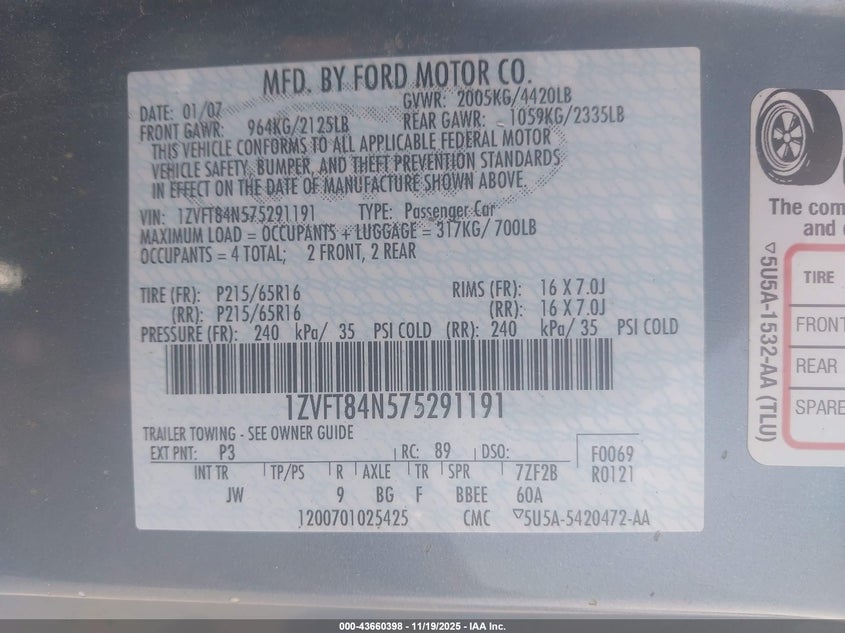 MFD. BY FORD MOTOR CO.
DATE: 01/07
GVWR: 2005KG/4420LB
FRONT GAWR: 964KG/2125LB
REAR GAWR: 1059KG/2335LB
THIS VEHICLE CONFORMS TO ALL APPLICABLE FEDERAL MOTOR
VEHICLE SAFETY, BUMPER, AND THEFT PREVENTION STANDARDS
IN EFFECT ON THE DATE OF MANUFACTURE SHOWN ABOVE.
VIN: 1ZVFT84N575291191 TYPE: Passenger Car
MAXIMUM LOAD = OCCUPANTS + LUGGAGE = 317KG/ 700LB
OCCUPANTS = 4 TOTAL; 2 FRONT, 2 REAR
TIRE (FR): P215/65R16 RIMS (FR): 16 X 7.0J
(RR): P215/65R16 (RR): 16 X 7.0J
PRESSURE (FR): 240 kPa/ 35 PSI COLD (RR): 240 kPa/ 35 PSI COLD
1ZVFT84N575291191
TRAILER TOWING - SEE OWNER GUIDE
EXT PNT: P3 RC: 89 DSO: F0069
INT TR TP/PS R AXLE TR SPR 7ZF2B R0121
JW 9 BG F BBEE 60A
1200701025425 CMC ▽5U5A-5420472-AA
The com
and
▽5U5A-1532-AA (TLU)
TIRE
FRONT
REAR
SPARE
000-43660398 - 11/19/2025 - IAA Inc.